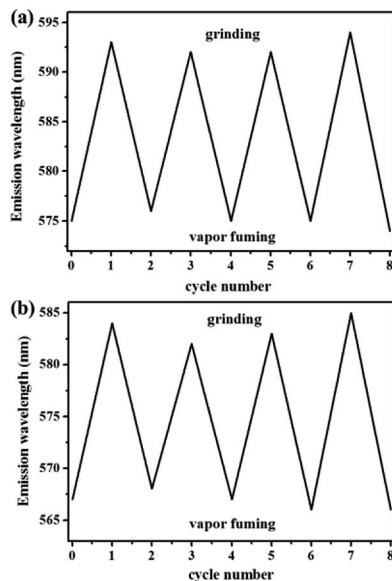 (a)
595
590
585
580
575
Emission wavelength (nm)
grinding
vapor fuming
0 1 2 3 4 5 6 7 8
cycle number
(b)
585
580
575
570
565
Emission wavelength (nm)
grinding
vapor fuming
0 1 2 3 4 5 6 7 8
cycle number